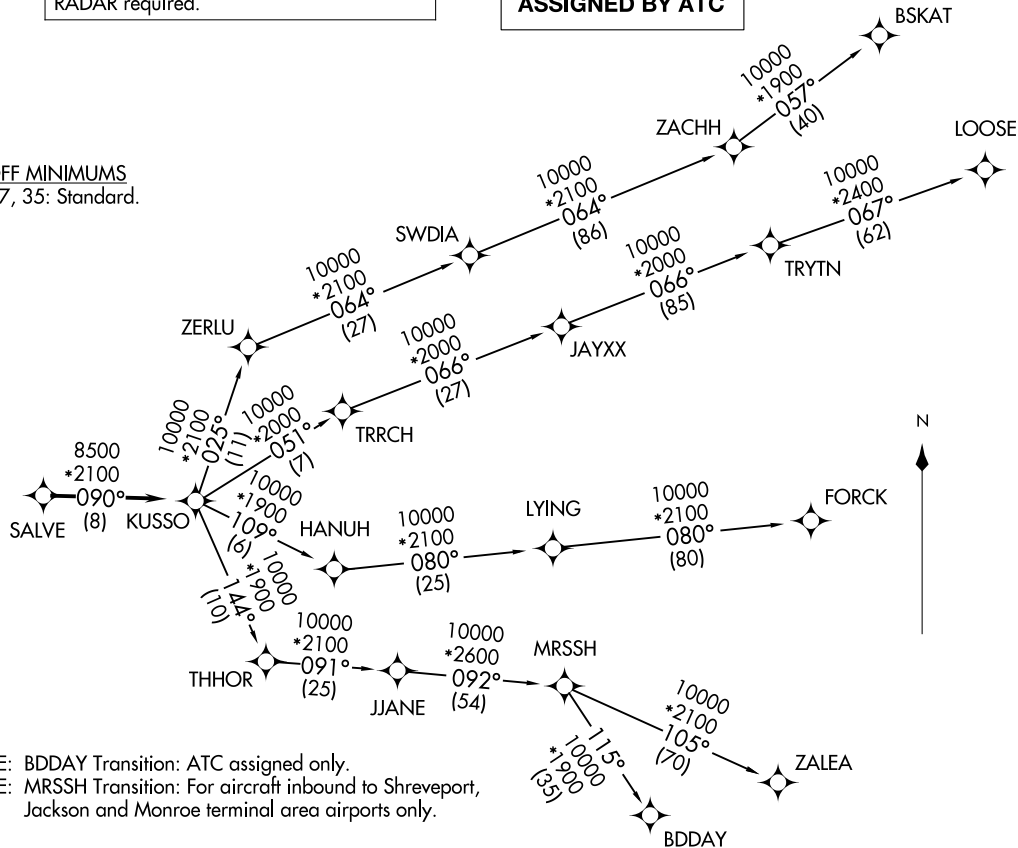 RADAR required.
ASSIGNED BY ATC
BSKAT
10000
*1900
057°
(40)
ZACHH
LOOSE
FF MINIMUMS
7, 35: Standard.
10000
*2100
064°
(86)
10000
*2400
067°
(62)
SWDIA
TRYTN
10000
*2100
064°
(27)
10000
*2000
066°
(85)
ZERLU
JAYXX
10000
*2000
066°
(27)
10000
*2100
025°
(11)
10000
*2000
051°
(7)
TRRCH
N
8500
*2100
090°
(8)
SALVE
KUSSO
10000
*1900
109°
(6)
HANUH
10000
*2100
080°
(25)
LYING
10000
*2100
080°
(80)
FORCK
10000
*1900
144°
(10)
THHOR
10000
*2100
091°
(25)
JJANE
10000
*2600
092°
(54)
MRSSH
10000
*2100
105°
(70)
ZALEA
115°
10000
*1900
(35)
BDDAY
E: BDDAY Transition: ATC assigned only.
E: MRSSH Transition: For aircraft inbound to Shreveport,
Jackson and Monroe terminal area airports only.